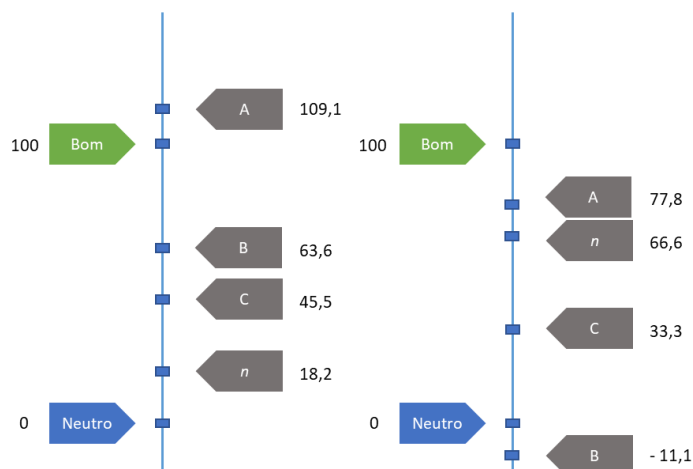 A 109,1
100 Bom
B 63,6
C 45,5
n 18,2
0 Neutro
100 Bom
A 77,8
n 66,6
C 33,3
0 Neutro
B - 11,1